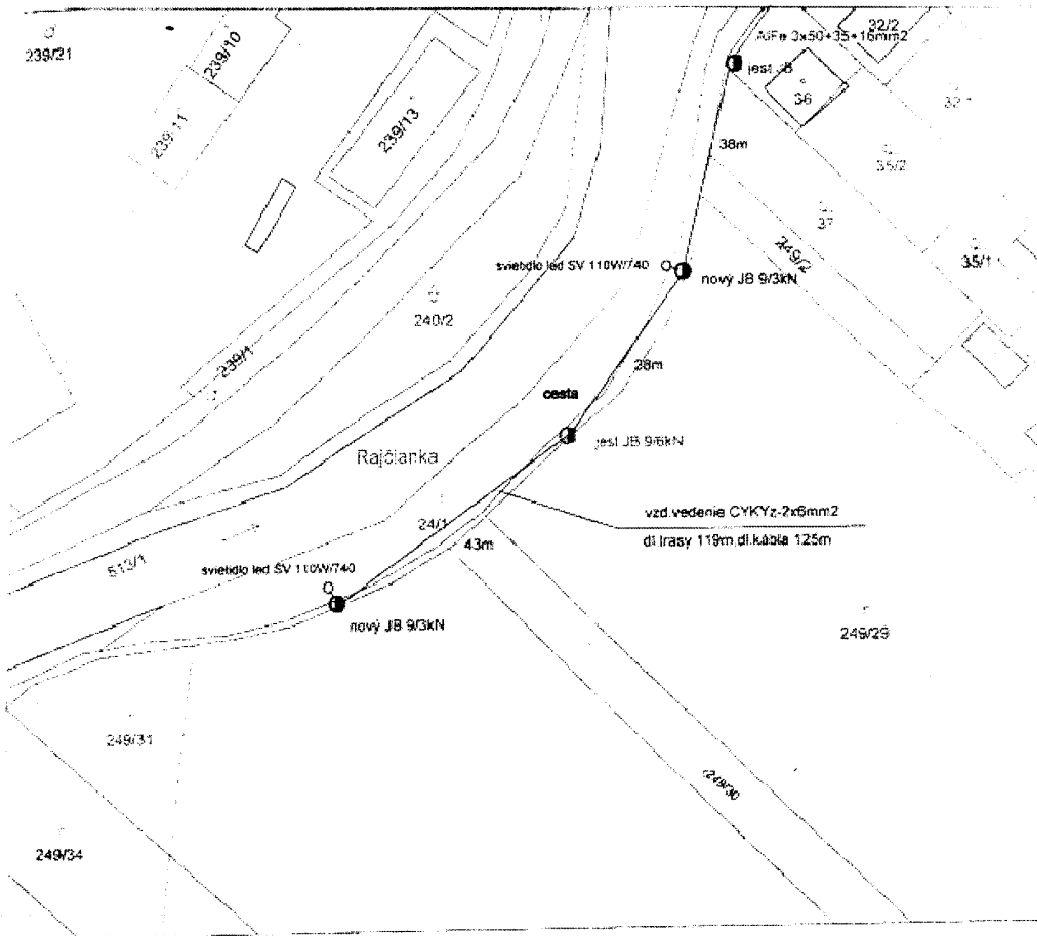 239/21
239/10
32/2
AlFe 3x50+35+16mm2
jest JB
36
239/11
239/13
38m
35/2
37
249/2
35/1
svietidlo led SV 110W/740
nový JB 9/3kN
240/2
239/1
cesta
jest JB 9/6kN
Rajčianka
24/1
vzd.vedenie CYKYz-2x6mm2
dl.trasy 119m,dl.kábla 125m
43m
513/1
svietidlo led SV 110W/740
nový JB 9/3kN
249/29
249/31
249/30
249/34